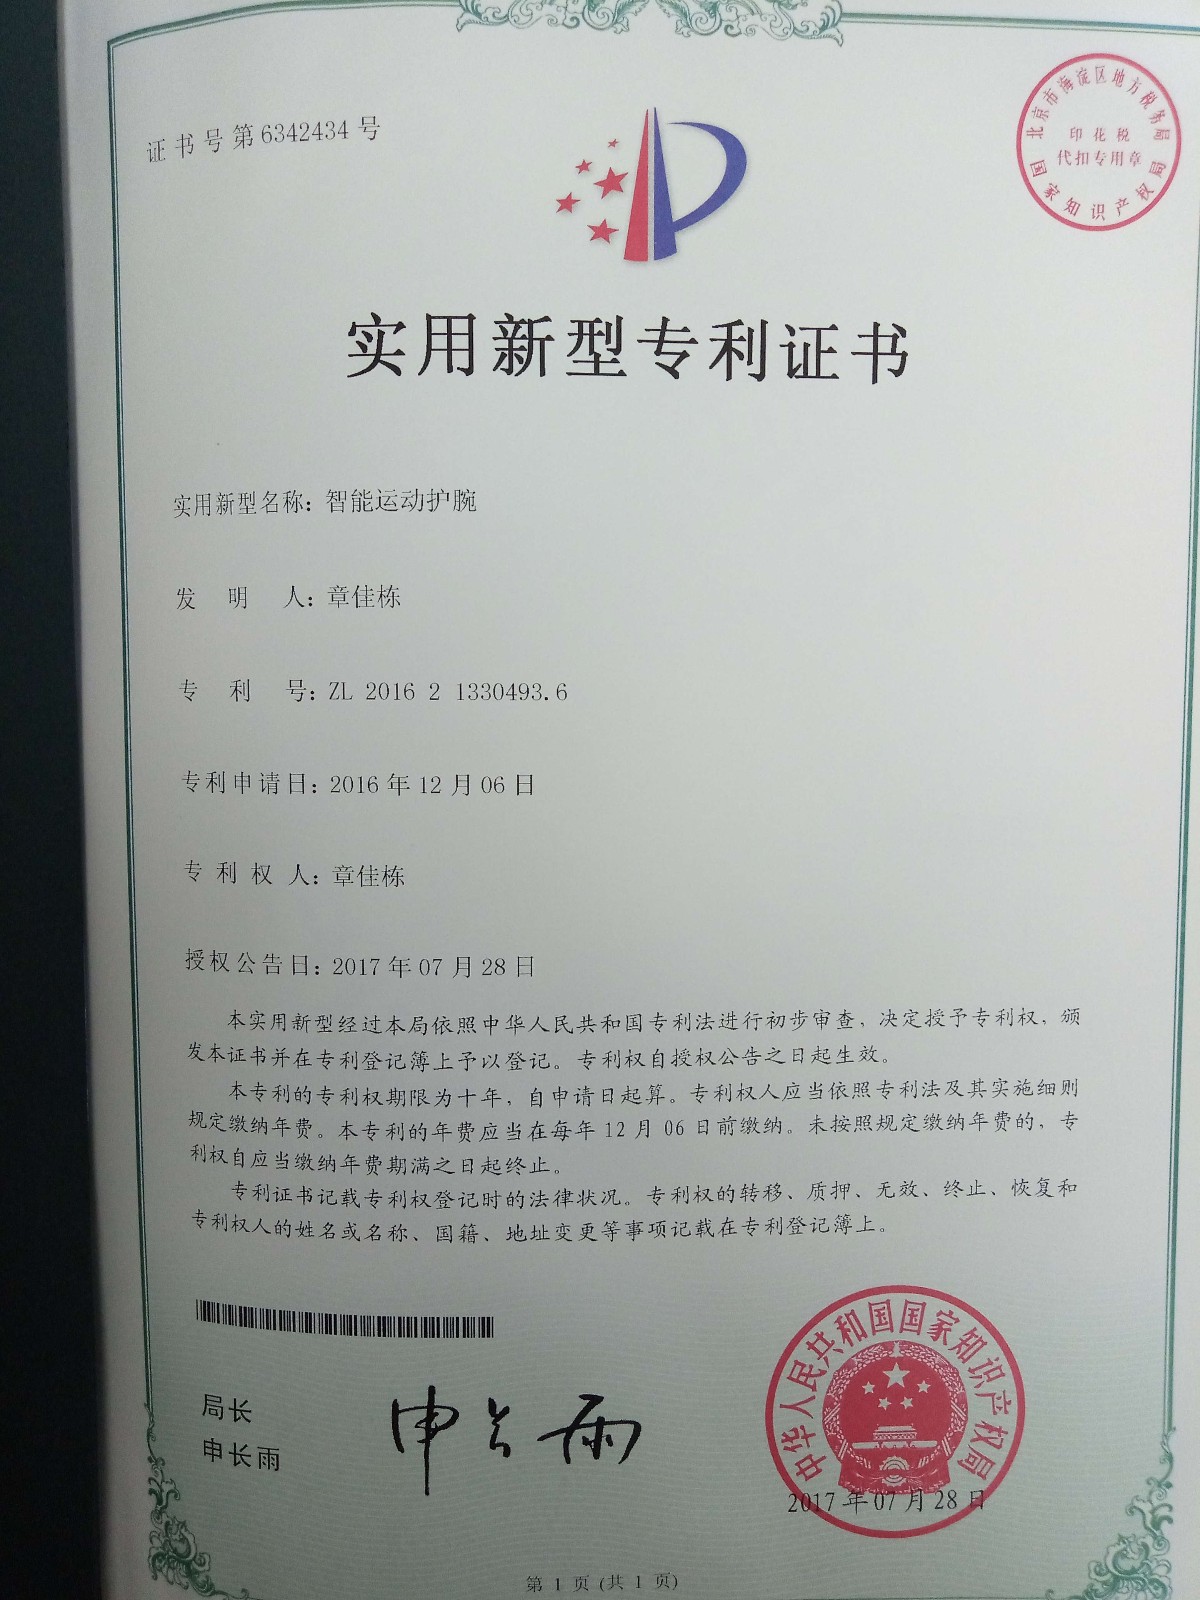 证书号第6342434号
北京市海淀区地方税务局
印花税
代扣专用章
国家知识产权局
实用新型专利证书
实用新型名称：智能运动护腕
发 明 人：章佳栋
专 利 号：ZL 2016 2 1330493.6
专利申请日：2016年12月06日
专 利 权 人：章佳栋
授权公告日：2017年07月28日
本实用新型经过本局依照中华人民共和国专利法进行初步审查，决定授予专利权，颁
发本证书并在专利登记簿上予以登记。专利权自授权公告之日起生效。
本专利的专利权期限为十年，自申请日起算。专利权人应当依照专利法及其实施细则
规定缴纳年费。本专利的年费应当在每年12月06日前缴纳。未按照规定缴纳年费的，专
利权自应当缴纳年费期满之日起终止。
专利证书记载专利权登记时的法律状况。专利权的转移、质押、无效、终止、恢复和
专利权人的姓名或名称、国籍、地址变更等事项记载在专利登记簿上。
局长
申长雨
申长雨
中华人民共和国国家知识产权局
2017年07月28日
第 1 页 (共 1 页)